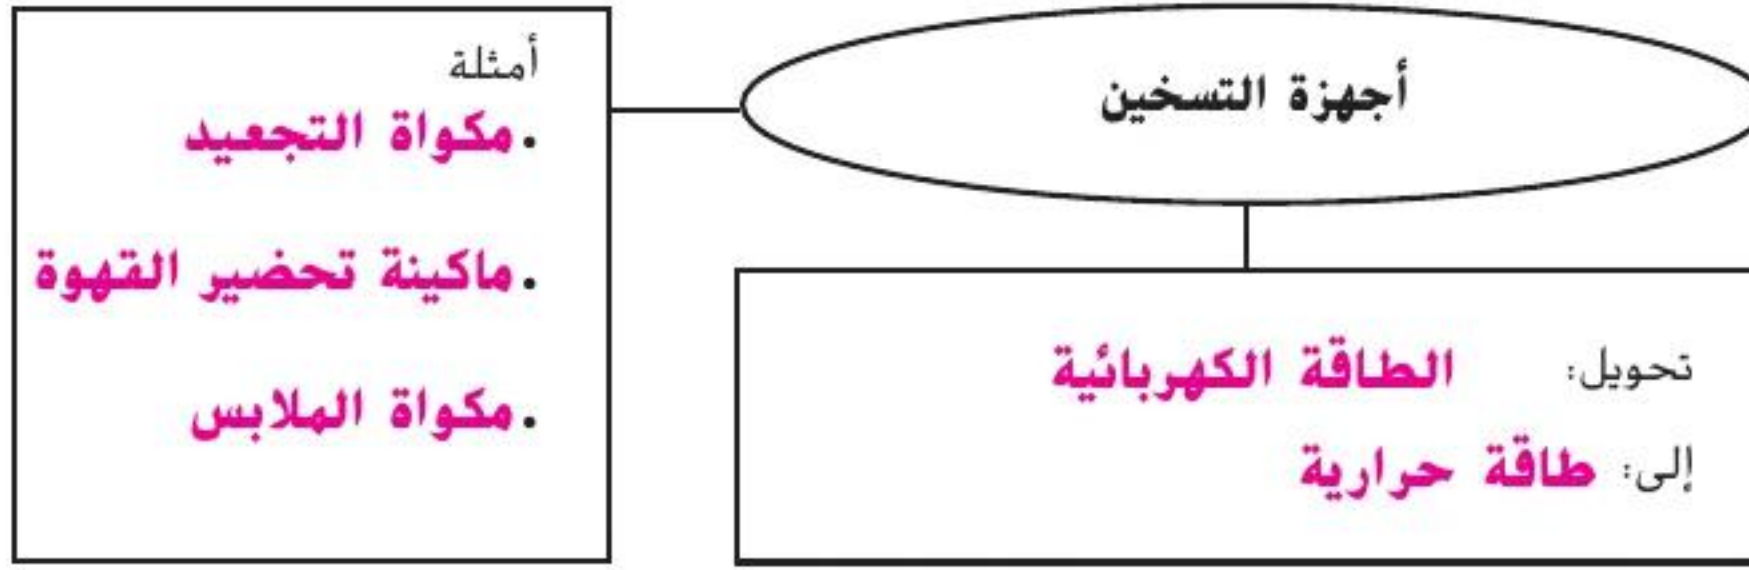 أجهزة التسخين
تحويل: الطاقة الكهربائية
إلى: طاقة حرارية
أمثلة
. مكواة التجعيد
. ماكينة تحضير القهوة
. مكواة الملابس